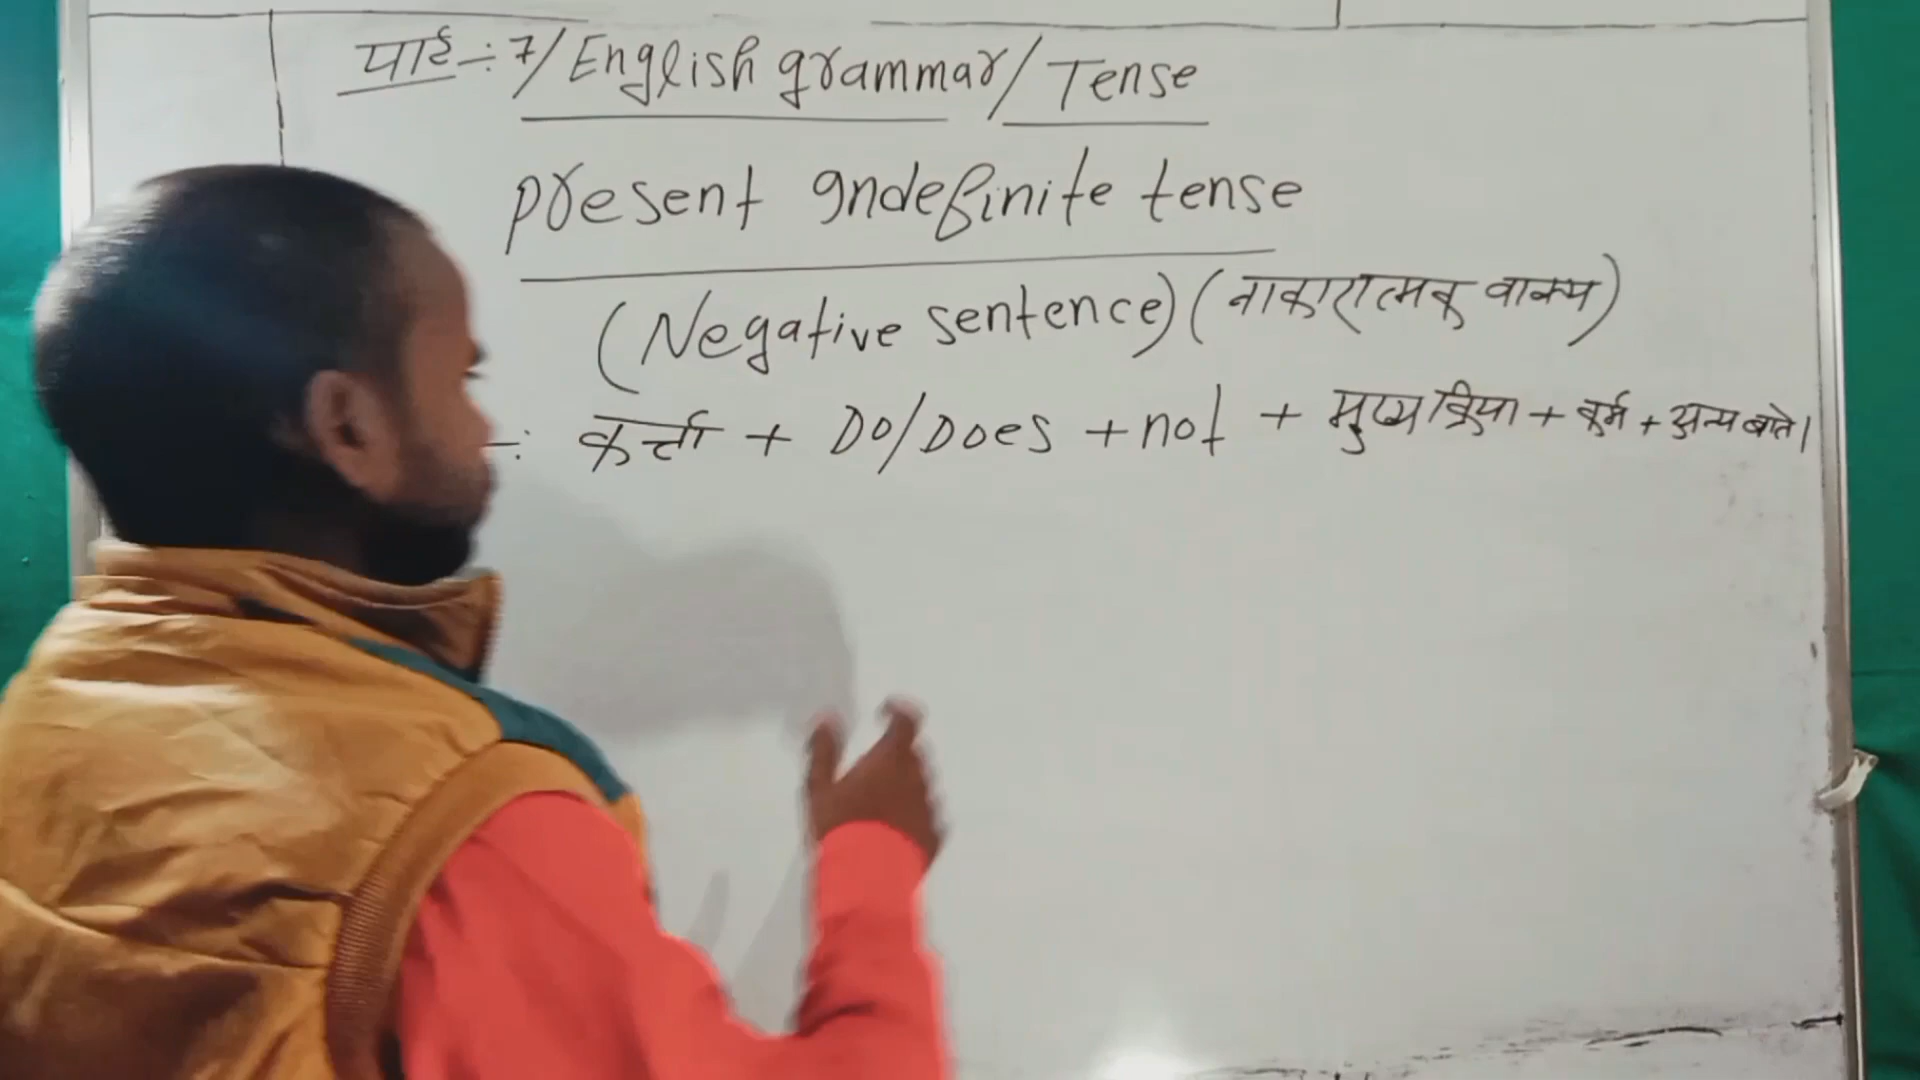 पार्ट ÷ 7/English grammar/Tense
present Indefinite tense
(Negative sentence) (नाकारात्मक वाक्य)
÷ कर्त्ता + Do/Does + not + मुख्य क्रिया + कर्म + अन्य बाते।